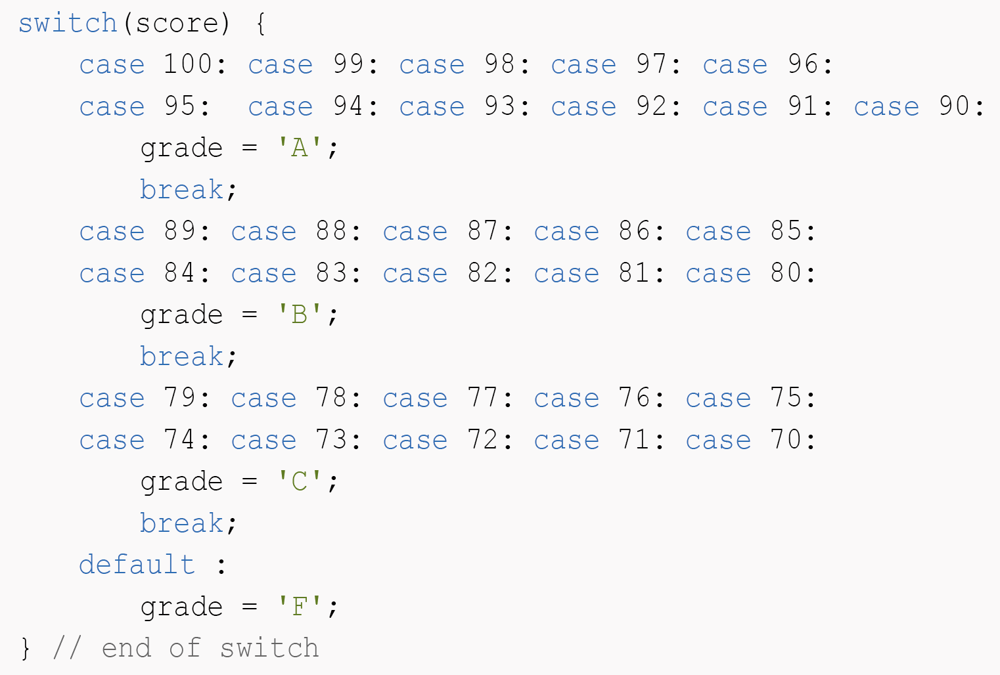 switch(score) {
    case 100: case 99: case 98: case 97: case 96:
    case 95:  case 94: case 93: case 92: case 91: case 90:
        grade = 'A';
        break;
    case 89: case 88: case 87: case 86: case 85:
    case 84: case 83: case 82: case 81: case 80:
        grade = 'B';
        break;
    case 79: case 78: case 77: case 76: case 75:
    case 74: case 73: case 72: case 71: case 70:
        grade = 'C';
        break;
    default :
        grade = 'F';
} // end of switch